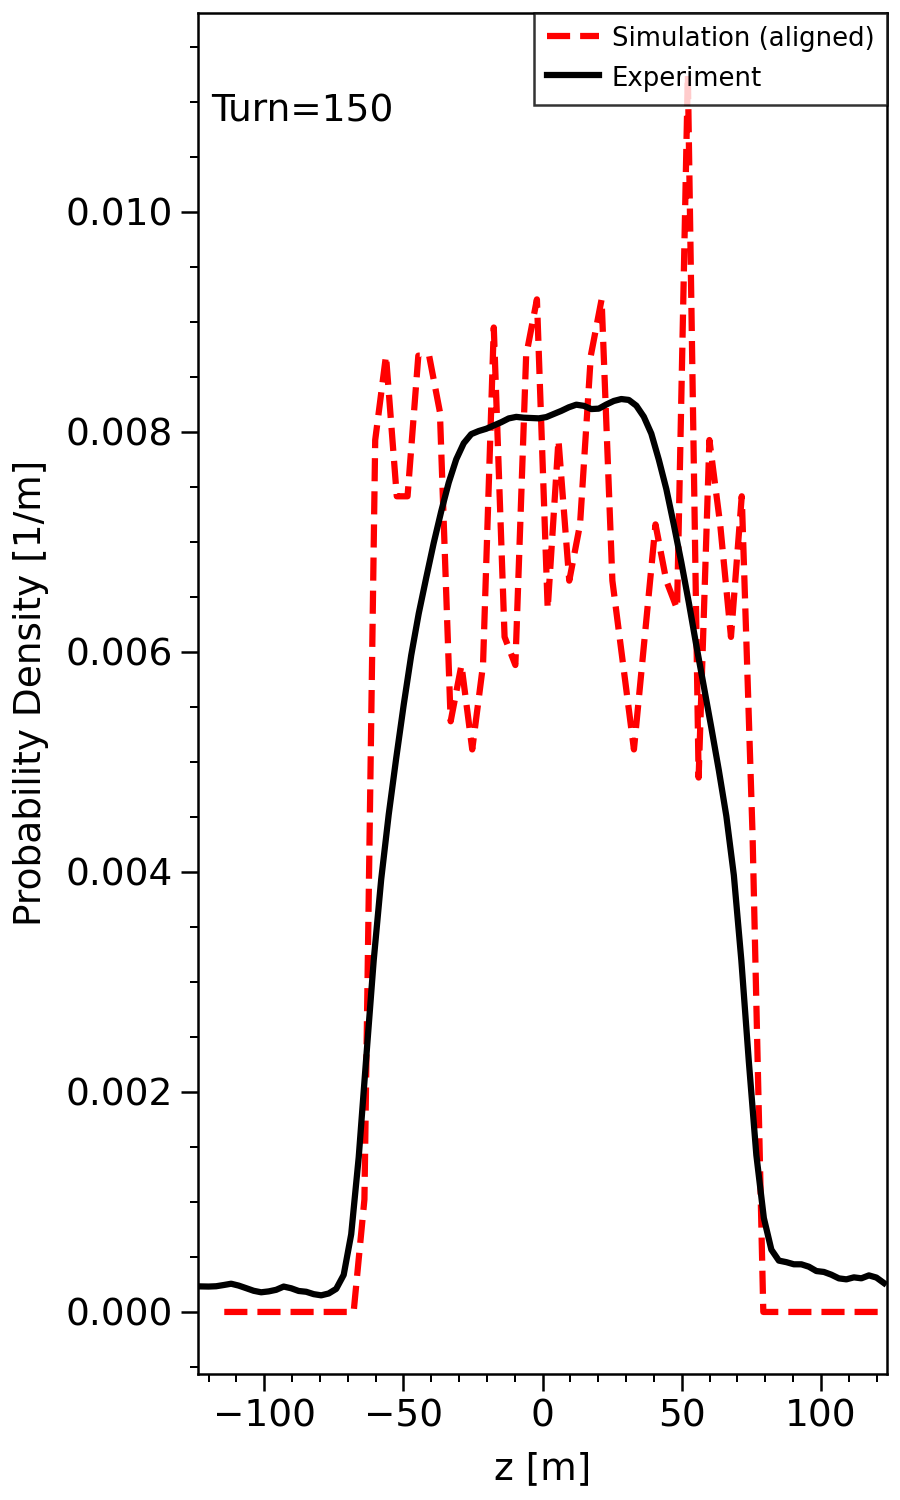 Simulation (aligned)
Experiment
Turn=150
0.010
0.008
0.006
0.004
0.002
0.000
Probability Density [1/m]
−100
−50
0
50
100
z [m]